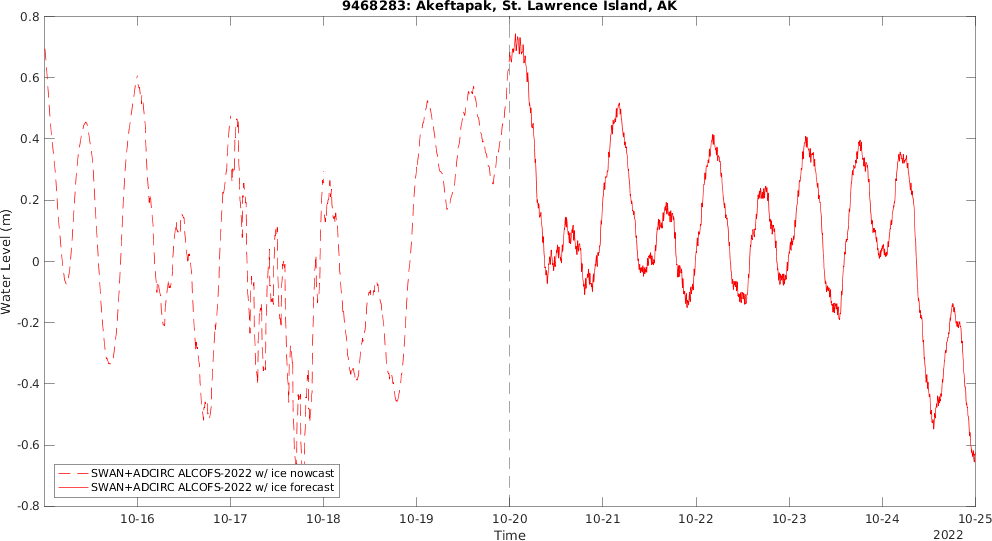 9468283: Akeftapak, St. Lawrence Island, AK
Water Level (m)
0.8
0.6
0.4
0.2
0
-0.2
-0.4
-0.6
-0.8
SWAN+ADCIRC ALCOFS-2022 w/ ice nowcast
SWAN+ADCIRC ALCOFS-2022 w/ ice forecast
10-16 10-17 10-18 10-19 10-20 10-21 10-22 10-23 10-24 10-25
Time
2022